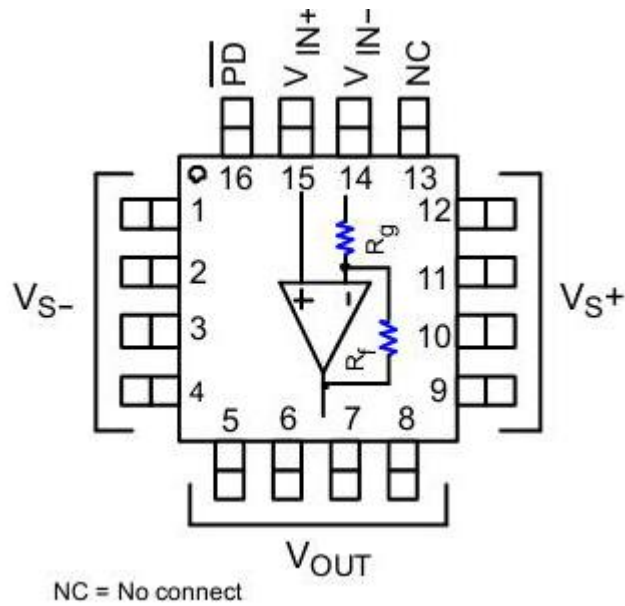 PD
V IN+
V IN-
NC
16 15 14 13
1
2
3
4
12
11
10
9
Rg
+ -
Rf
VS-
VS+
5 6 7 8
VOUT
NC = No connect